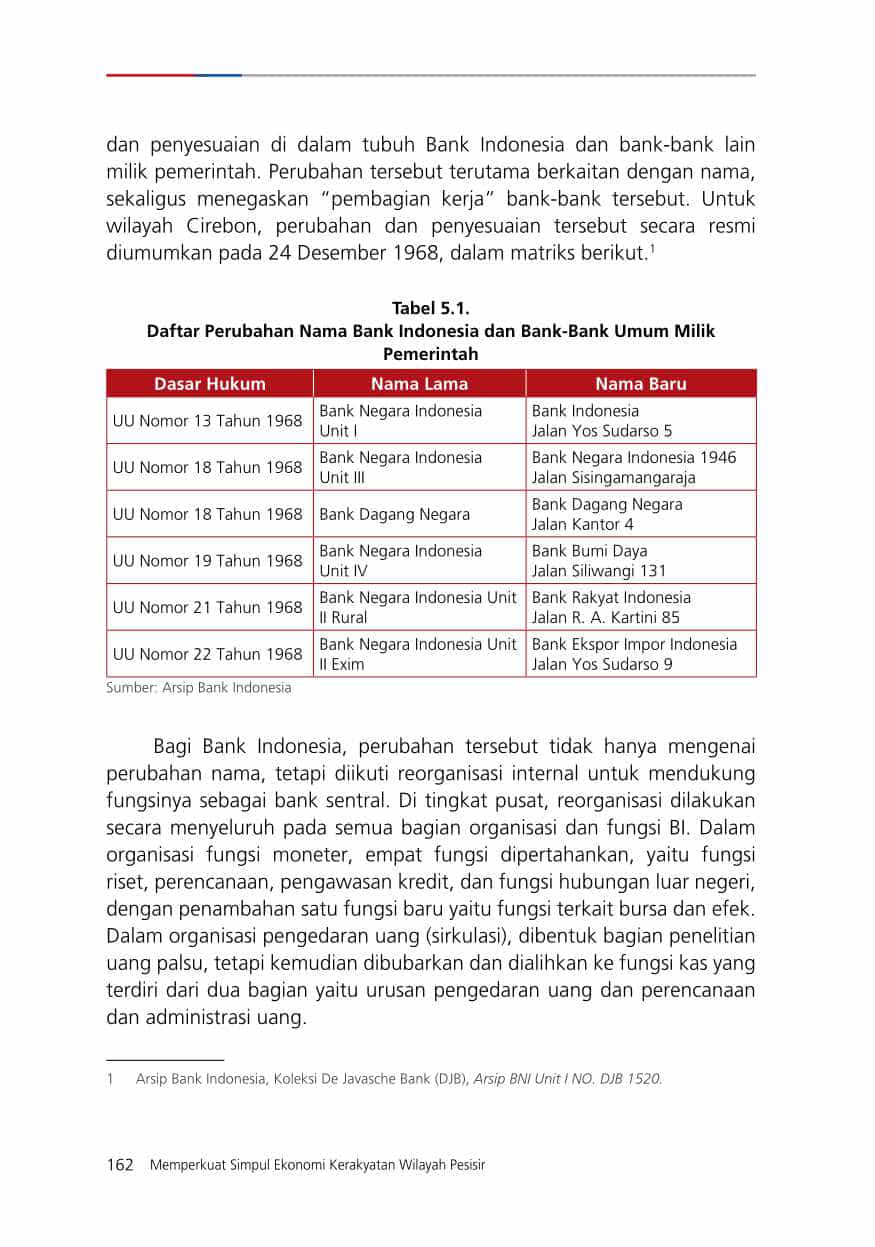 dan penyesuaian di dalam tubuh Bank Indonesia dan bank-bank lain
milik pemerintah. Perubahan tersebut terutama berkaitan dengan nama,
sekaligus menegaskan “pembagian kerja” bank-bank tersebut. Untuk
wilayah Cirebon, perubahan dan penyesuaian tersebut secara resmi
diumumkan pada 24 Desember 1968, dalam matriks berikut.1
Tabel 5.1.
Daftar Perubahan Nama Bank Indonesia dan Bank-Bank Umum Milik
Pemerintah
Dasar Hukum Nama Lama Nama Baru
UU Nomor 13 Tahun 1968
Bank Negara Indonesia
Unit I
Bank Indonesia
Jalan Yos Sudarso 5
UU Nomor 18 Tahun 1968
Bank Negara Indonesia
Unit III
Bank Negara Indonesia 1946
Jalan Sisingamangaraja
UU Nomor 18 Tahun 1968
Bank Dagang Negara
Bank Dagang Negara
Jalan Kantor 4
UU Nomor 19 Tahun 1968
Bank Negara Indonesia
Unit IV
Bank Bumi Daya
Jalan Siliwangi 131
UU Nomor 21 Tahun 1968
Bank Negara Indonesia Unit
II Rural
Bank Rakyat Indonesia
Jalan R. A. Kartini 85
UU Nomor 22 Tahun 1968
Bank Negara Indonesia Unit
II Exim
Bank Ekspor Impor Indonesia
Jalan Yos Sudarso 9
Sumber: Arsip Bank Indonesia
Bagi Bank Indonesia, perubahan tersebut tidak hanya mengenai
perubahan nama, tetapi diikuti reorganisasi internal untuk mendukung
fungsinya sebagai bank sentral. Di tingkat pusat, reorganisasi dilakukan
secara menyeluruh pada semua bagian organisasi dan fungsi BI. Dalam
organisasi fungsi moneter, empat fungsi dipertahankan, yaitu fungsi
riset, perencanaan, pengawasan kredit, dan fungsi hubungan luar negeri,
dengan penambahan satu fungsi baru yaitu fungsi terkait bursa dan efek.
Dalam organisasi pengedaran uang (sirkulasi), dibentuk bagian penelitian
uang palsu, tetapi kemudian dibubarkan dan dialihkan ke fungsi kas yang
terdiri dari dua bagian yaitu urusan pengedaran uang dan perencanaan
dan administrasi uang.
1 Arsip Bank Indonesia, Koleksi De Javasche Bank (DJB), Arsip BNI Unit I NO. DJB 1520.
162 Memperkuat Simpul Ekonomi Kerakyatan Wilayah Pesisir